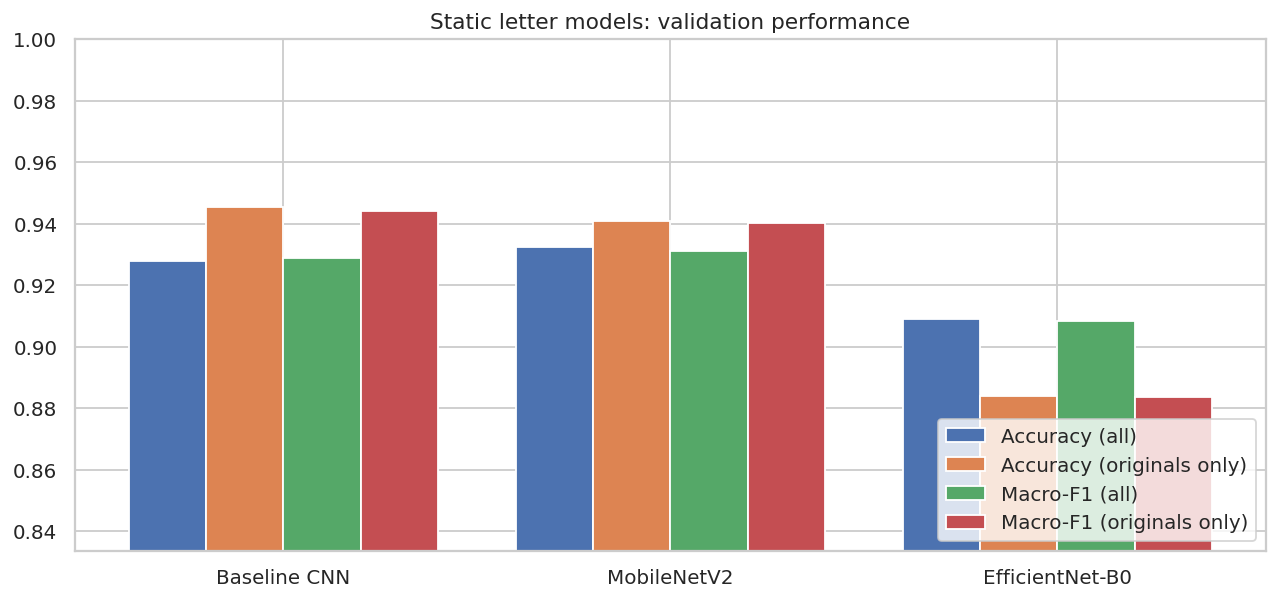 Static letter models: validation performance
1.00
0.98
0.96
0.94
0.92
0.90
0.88
0.86
0.84
Accuracy (all)
Accuracy (originals only)
Macro-F1 (all)
Macro-F1 (originals only)
Baseline CNN
MobileNetV2
EfficientNet-B0